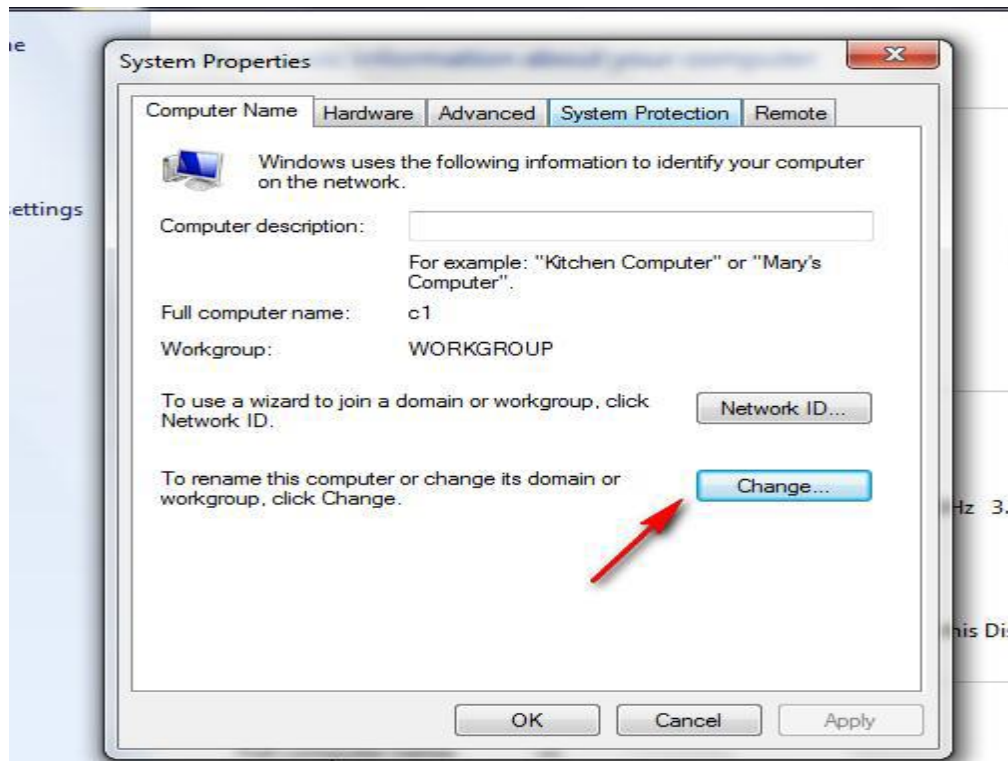 System Properties
Computer Name Hardware Advanced System Protection Remote
Windows uses the following information to identify your computer
on the network.
Computer description:
For example: "Kitchen Computer" or "Mary's
Computer".
Full computer name: c1
Workgroup: WORKGROUP
To use a wizard to join a domain or workgroup, click
Network ID.
Network ID...
To rename this computer or change its domain or
workgroup, click Change.
Change...
OK Cancel Apply
ettings
Hz 3.
his Di